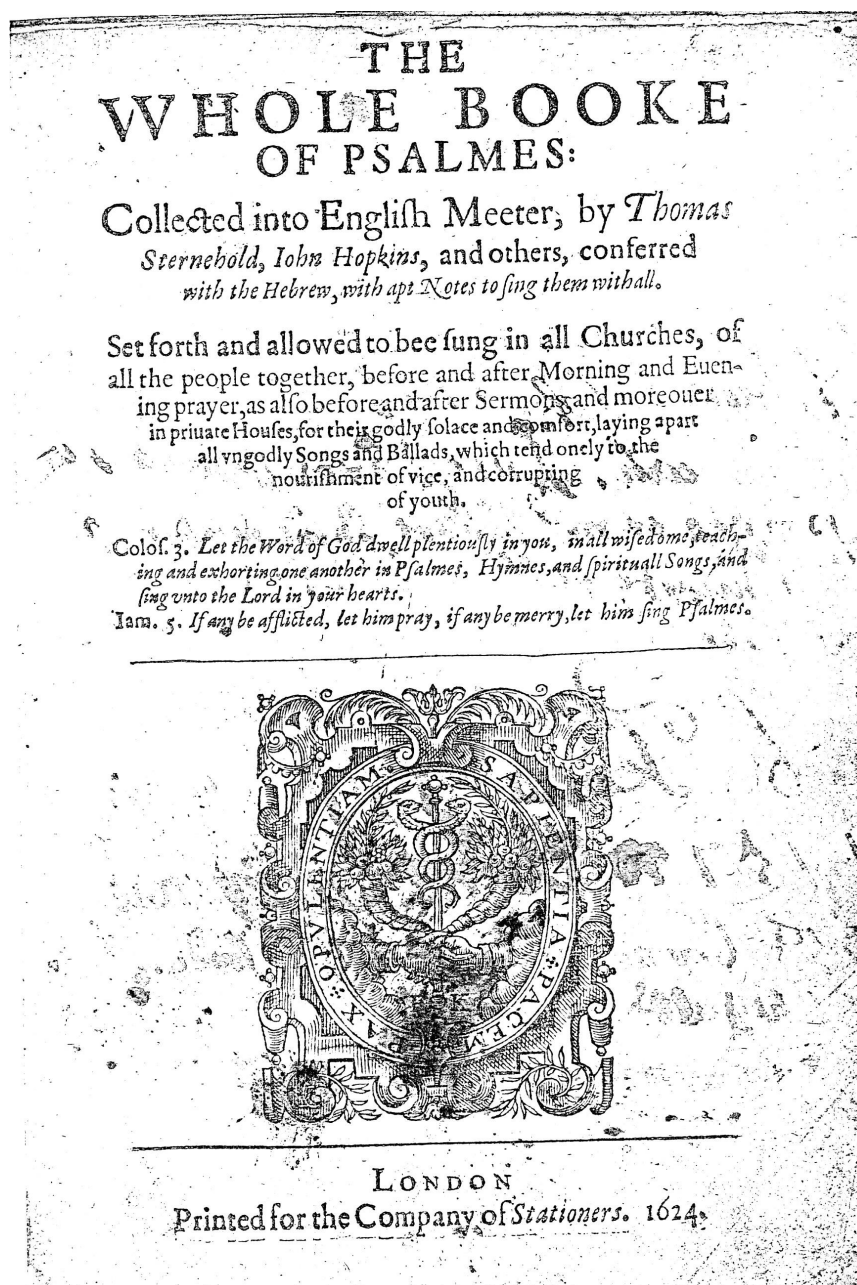 THE
WHOLE BOOKE
OF PSALMES:
Collected into Engliſh Meeter, by Thomas
Sternehold, Iohn Hopkins, and others, conferred
with the Hebrew, with apt Notes to ſing them withall.
Set forth and allowed to bee ſung in all Churches, of
all the people together, before and after Morning and Euen-
ing prayer, as alſo before and after Sermons and moreouer
in priuate Houſes, for their godly ſolace and comfort, laying apart
all vngodly Songs and Ballads, which tend onely to the
nouriſhment of vice, and corrupting
of youth.
Coloſ. 3. Let the Word of God dwell plentiouſly in you, in all wiſedome, teach-
ing and exhorting one another in Pſalmes, Hymnes, and ſpirituall Songs, and
ſing vnto the Lord in your hearts.
Iam. 5. If any be afflicted, let him pray, if any be merry, let him ſing Pſalmes.
SAPIENTIA PACEM PAX OPVLENTIAM
LONDON
Printed for the Company of Stationers. 1624.